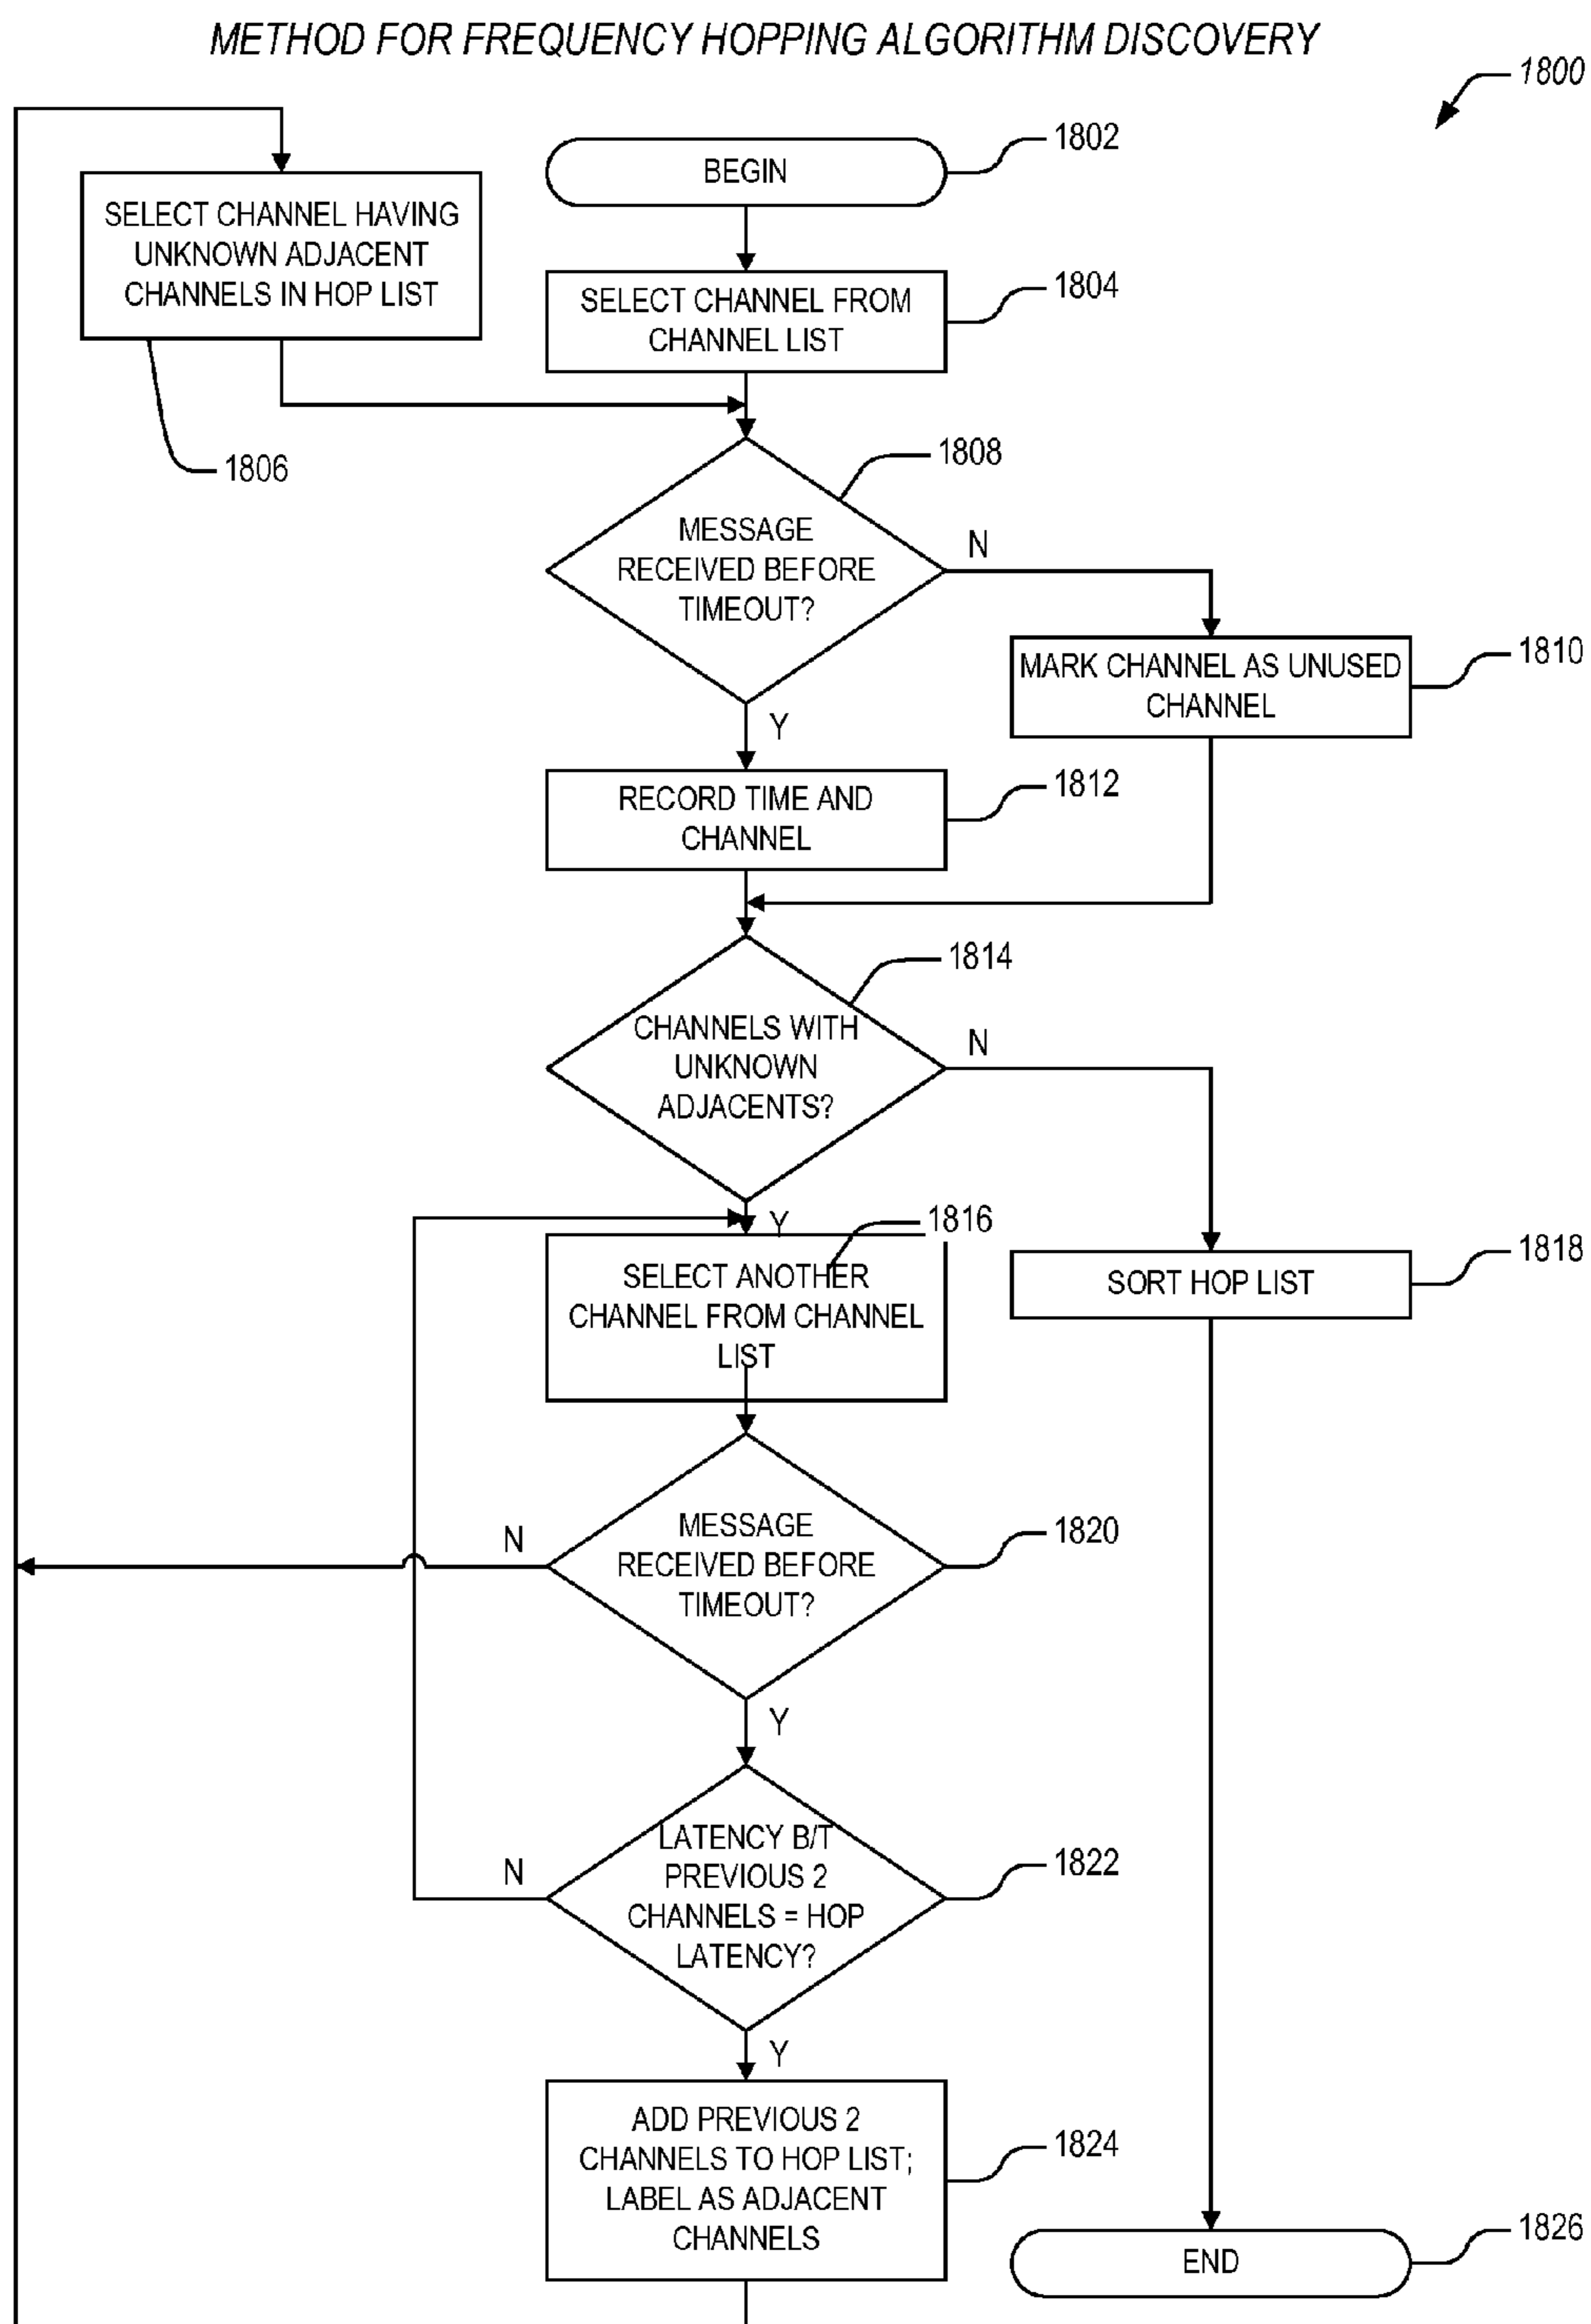 METHOD FOR FREQUENCY HOPPING ALGORITHM DISCOVERY
1800
BEGIN
1802
SELECT CHANNEL HAVING
UNKNOWN ADJACENT
CHANNELS IN HOP LIST
1806
SELECT CHANNEL FROM
CHANNEL LIST
1804
MESSAGE
RECEIVED BEFORE
TIMEOUT?
1808
N
Y
MARK CHANNEL AS UNUSED
CHANNEL
1810
RECORD TIME AND
CHANNEL
1812
CHANNELS WITH
UNKNOWN
ADJACENTS?
1814
N
Y
SELECT ANOTHER
CHANNEL FROM CHANNEL
LIST
1816
SORT HOP LIST
1818
MESSAGE
RECEIVED BEFORE
TIMEOUT?
1820
N
Y
LATENCY B/T
PREVIOUS 2
CHANNELS = HOP
LATENCY?
1822
N
Y
ADD PREVIOUS 2
CHANNELS TO HOP LIST;
LABEL AS ADJACENT
CHANNELS
1824
END
1826